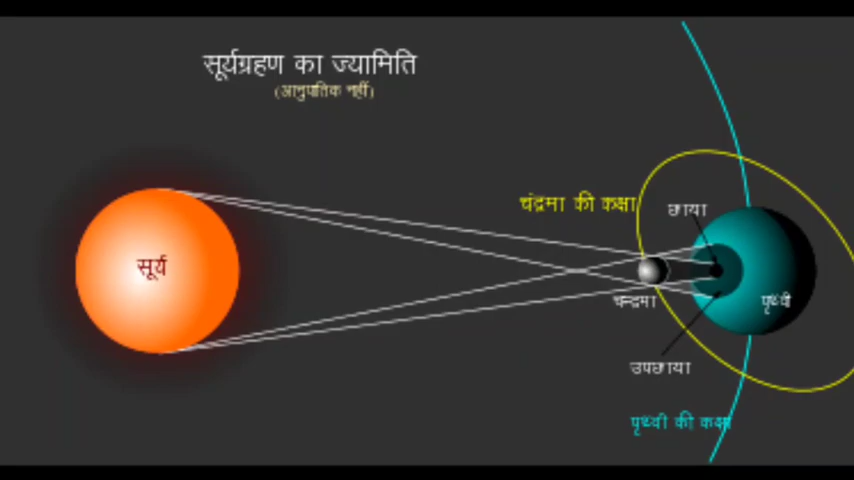 सूर्यग्रहण का ज्यामिति
(आनुपातिक नहीं)
चंद्रमा की कक्षा
छाया
सूर्य
चन्द्रमा
पृथ्वी
उपछाया
पृथ्वी की कक्षा